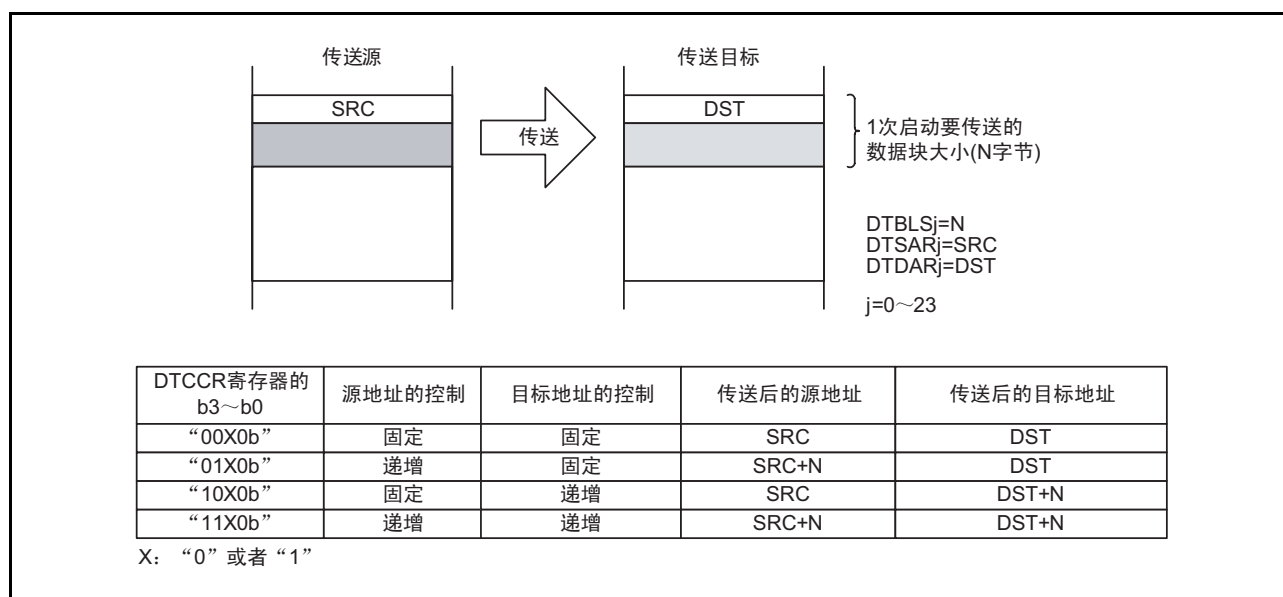 传送源
传送目标
SRC
DST
传送
1次启动要传送的
数据块大小(N字节)
DTBLSj=N
DTSARj=SRC
DTDARj=DST
j=0～23
DTCCR寄存器的
b3～b0
源地址的控制
目标地址的控制
传送后的源地址
传送后的目标地址
“00X0b” 固定 固定 SRC DST
“01X0b” 递增 固定 SRC+N DST
“10X0b” 固定 递增 SRC DST+N
“11X0b” 递增 递增 SRC+N DST+N
X： “0”或者“1”